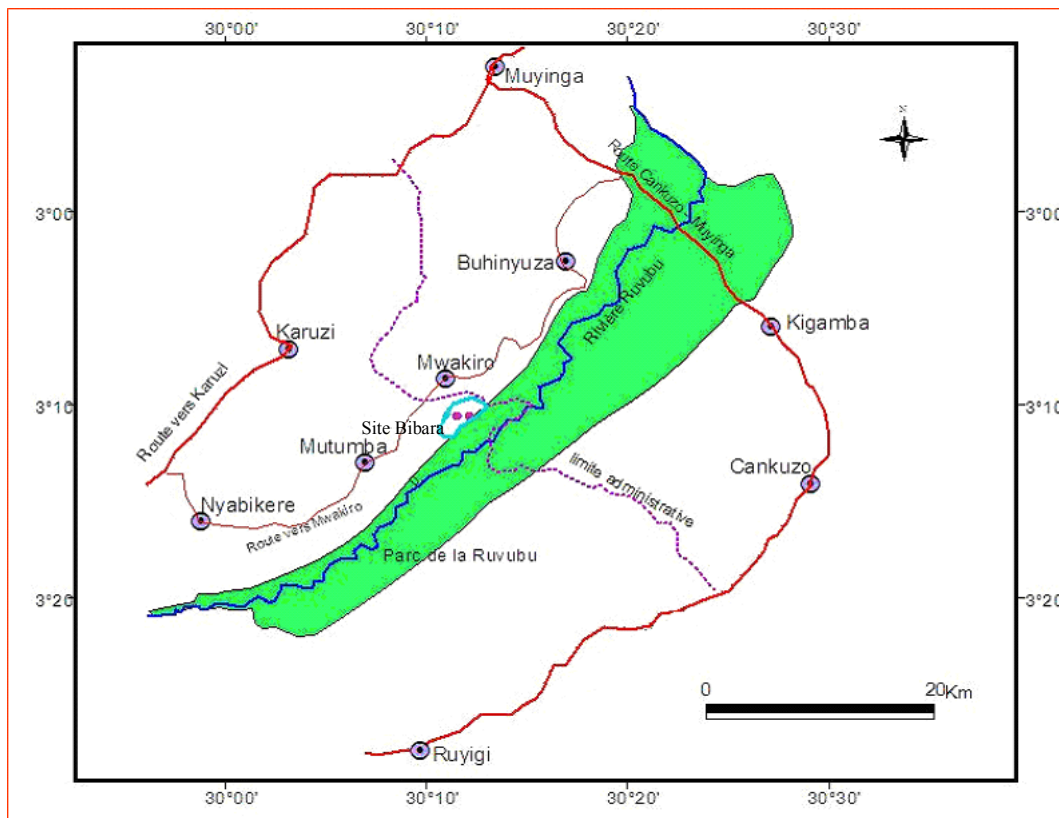 30°00' 30°10' 30°20' 30°30'
N
Muyinga
Route Cankuzo - Muyinga
3°00' 3°00'
Buhinyuza
Rivière Ruvubu
Kigamba
Karuzi
Mwakiro
Route vers Karuzi
3°10' 3°10'
Site Bibara
Mutumba
limite administrative
Cankuzo
Nyabikere
Route vers Mwakiro
Parc de la Ruvubu
3°20' 3°20'
0 20Km
Ruyigi
30°00' 30°10' 30°20' 30°30'